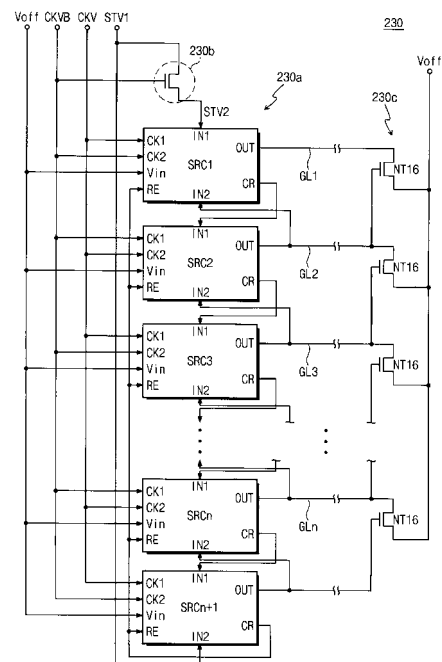 Voff CKVB CKV STV1
230
230b
Voff
230a
230c
STV2
IN1
CK1
CK2
Vin
RE
SRC1
OUT
CR
IN2
GL1
NT16
IN1
CK1
CK2
Vin
RE
SRC2
OUT
CR
IN2
GL2
NT16
IN1
CK1
CK2
Vin
RE
SRC3
OUT
CR
IN2
GL3
NT16
IN1
CK1
CK2
Vin
RE
SRCn
OUT
CR
IN2
GLn
NT16
IN1
CK1
CK2
Vin
RE
SRCn+1
OUT
CR
IN2